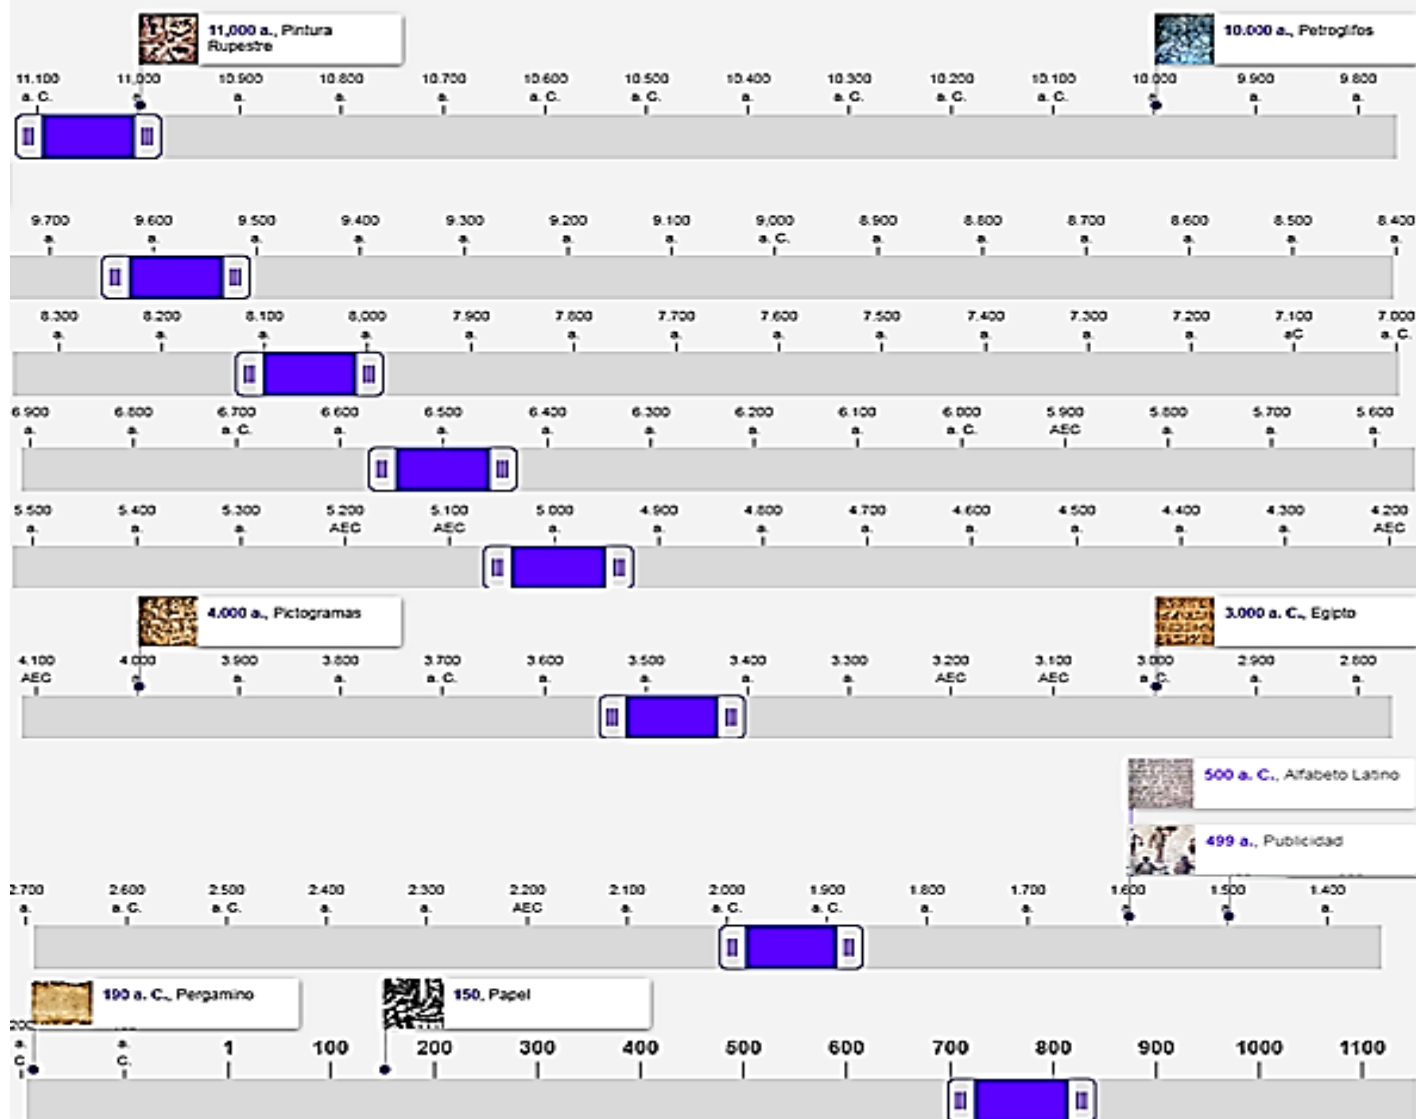 11,000 a., Pintura
Rupestre
10.000 a., Petroglifos
11.100 11,000 10.900 10.800 10.700 10.600 10.500 10.400 10.300 10.200 10.100 10.000 9.900 9.800
a. C. a. a. a. a. a. C. a. C. a. C. a. C. a. C. a. C. a. a. a.
9.700 9.600 9.500 9.400 9.300 9.200 9.100 9,000 8.900 8.800 8.700 8.600 8.500 8.400
a. a. a. a. a. a. a. a. C. a. a. a. a. a. a.
8.300 8.200 8.100 8,000 7.900 7.800 7.700 7.600 7.500 7.400 7.300 7.200 7.100 7.000
a. a. a. a. a. a. a. a. a. a. a. a. aC a. C.
6.900 6.800 6.700 6.600 6.500 6.400 6.300 6.200 6.100 6.000 5.900 5.800 5.700 5.600
a. a. a. C. a. a. a. a. a. a. a. C. AEC a. a. a.
5.500 5.400 5.300 5.200 5.100 5.000 4.900 4.800 4.700 4.600 4.500 4.400 4.300 4.200
a. a. a. AEC AEC a. a. a. a. a. a. a. a. AEC
4.000 a., Pictogramas
3.000 a. C., Egipto
4.100 4.000 3.900 3.800 3.700 3.600 3.500 3.400 3.300 3.200 3.100 3.000 2.900 2.800
AEC a. a. a. a. C. a. a. a. a. AEC AEC a. C. a. a.
500 a. C., Alfabeto Latino
499 a., Publicidad
2.700 2.600 2.500 2.400 2.300 2.200 2.100 2.000 1.900 1.800 1.700 1.600 1.500 1.400
a. a. C. a. C. a. a. AEC a. a. C. a. C. a. a. a. a.
190 a. C., Pergamino
150, Papel
1 100 200 300 400 500 600 700 800 900 1000 1100
a. a.
C. C.